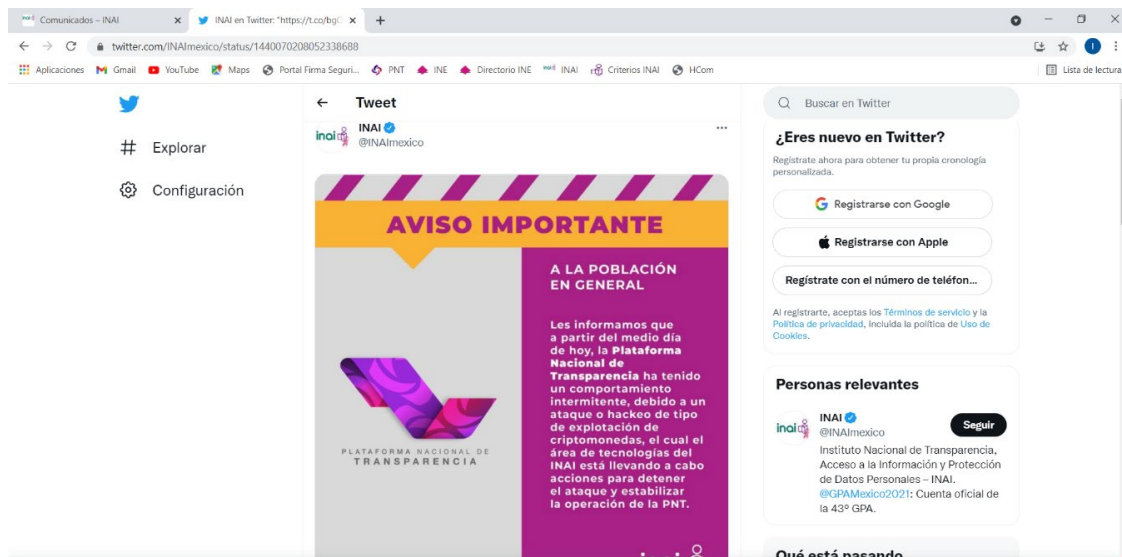 Comunicados – INAI
INAI en Twitter: "https://t.co/bgC
twitter.com/INAImexico/status/1440070208052338688
Aplicaciones
Gmail
YouTube
Maps
Portal Firma Seguri...
PNT
INE
Directorio INE
INAI
Criterios INAI
HCom
Lista de lectura
Explorar
Configuración
Tweet
inai
INAI
@INAImexico
AVISO IMPORTANTE
PLATAFORMA NACIONAL DE
TRANSPARENCIA
A LA POBLACIÓN
EN GENERAL
Les informamos que
a partir del medio día
de hoy, la Plataforma
Nacional de
Transparencia ha tenido
un comportamiento
intermitente, debido a un
ataque o hackeo de tipo
de explotación de
criptomonedas, el cual el
área de tecnologías del
INAI está llevando a cabo
acciones para detener
el ataque y estabilizar
la operación de la PNT.
Buscar en Twitter
¿Eres nuevo en Twitter?
Regístrate ahora para obtener tu propia cronología
personalizada.
Registrarse con Google
Registrarse con Apple
Regístrate con el número de teléfon...
Al registrarte, aceptas los Términos de servicio y la
Política de privacidad, incluida la política de Uso de
Cookies.
Personas relevantes
inai
INAI
@INAImexico
Seguir
Instituto Nacional de Transparencia,
Acceso a la Información y Protección
de Datos Personales – INAI.
@GPAMexico2021: Cuenta oficial de
la 43º GPA.
Qué está pasando